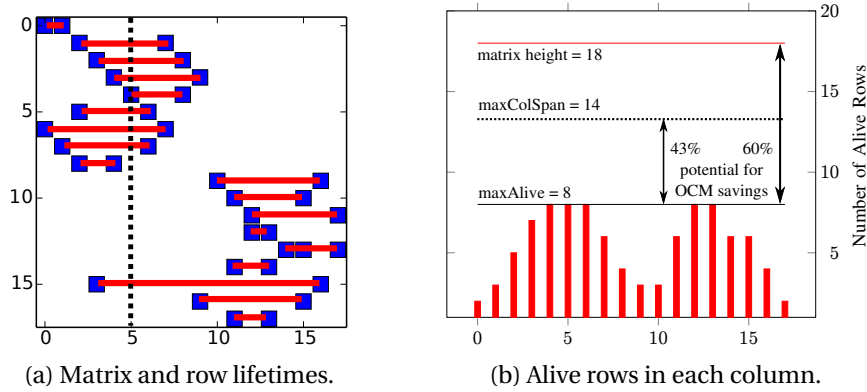 0
5
10
15
0
5
10
15
(a) Matrix and row lifetimes.
20
matrix height = 18
maxColSpan = 14
43%
60%
potential for
OCM savings
maxAlive = 8
15
10
5
Number of Alive Rows
0
5
10
15
(b) Alive rows in each column.